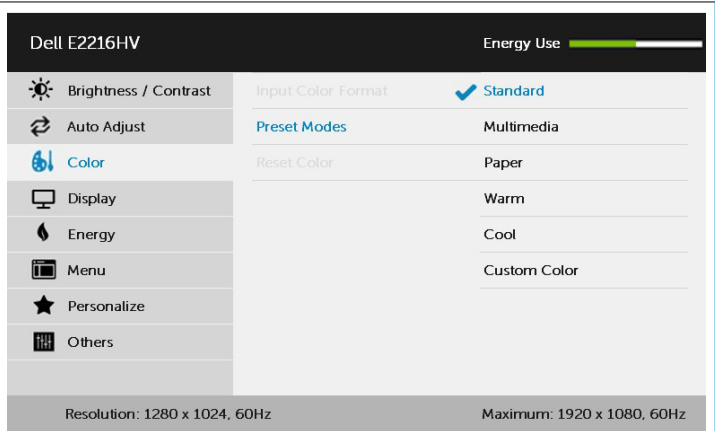 Dell E2216HV
Energy Use
Brightness / Contrast
Input Color Format
Standard
Auto Adjust
Preset Modes
Multimedia
Color
Reset Color
Paper
Display
Warm
Energy
Cool
Menu
Custom Color
Personalize
Others
Resolution: 1280 x 1024, 60Hz
Maximum: 1920 x 1080, 60Hz